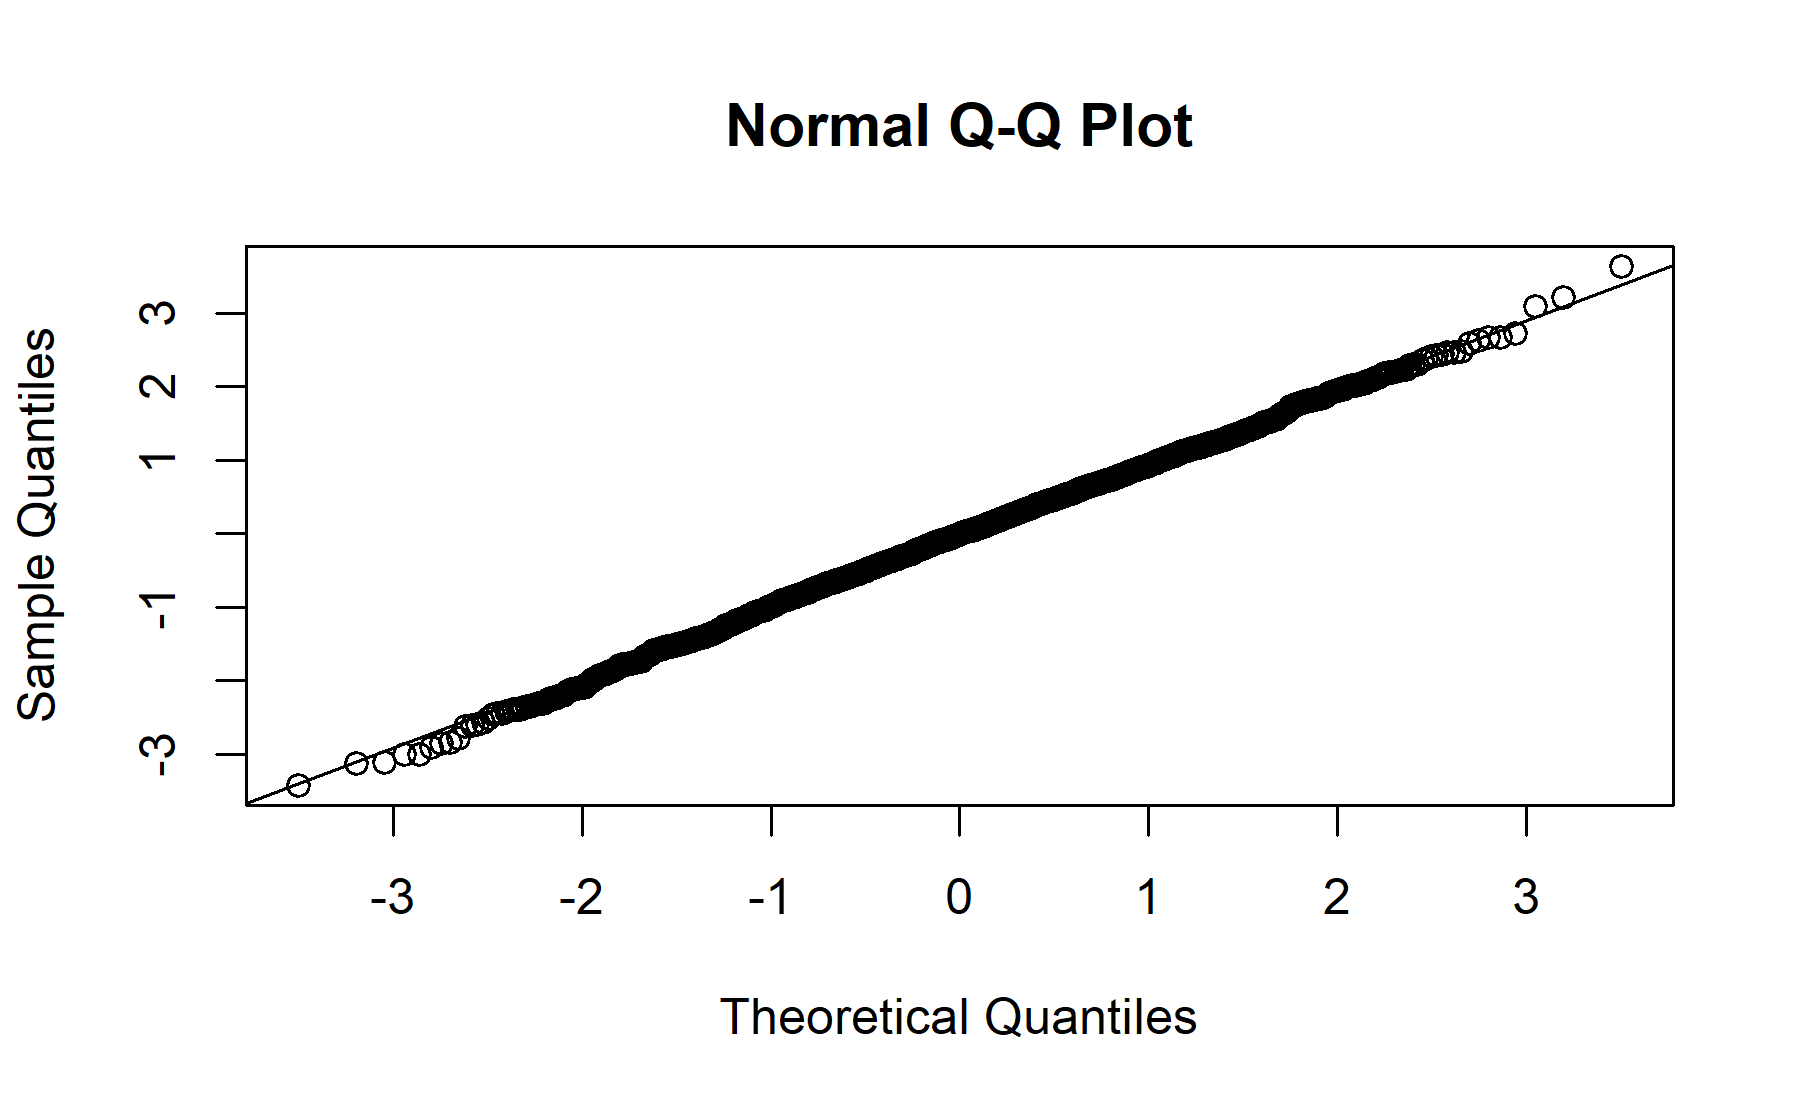 Normal Q-Q Plot
Sample Quantiles
3
2
1
-1
-3
-3 -2 -1 0 1 2 3
Theoretical Quantiles